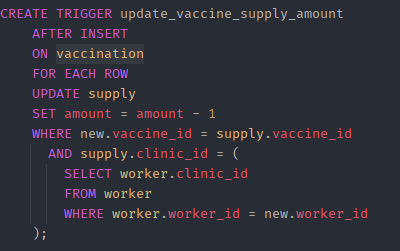 CREATE TRIGGER update_vaccine_supply_amount
AFTER INSERT
ON vaccination
FOR EACH ROW
UPDATE supply
SET amount = amount - 1
WHERE new.vaccine_id = supply.vaccine_id
AND supply.clinic_id = (
SELECT worker.clinic_id
FROM worker
WHERE worker.worker_id = new.worker_id
);